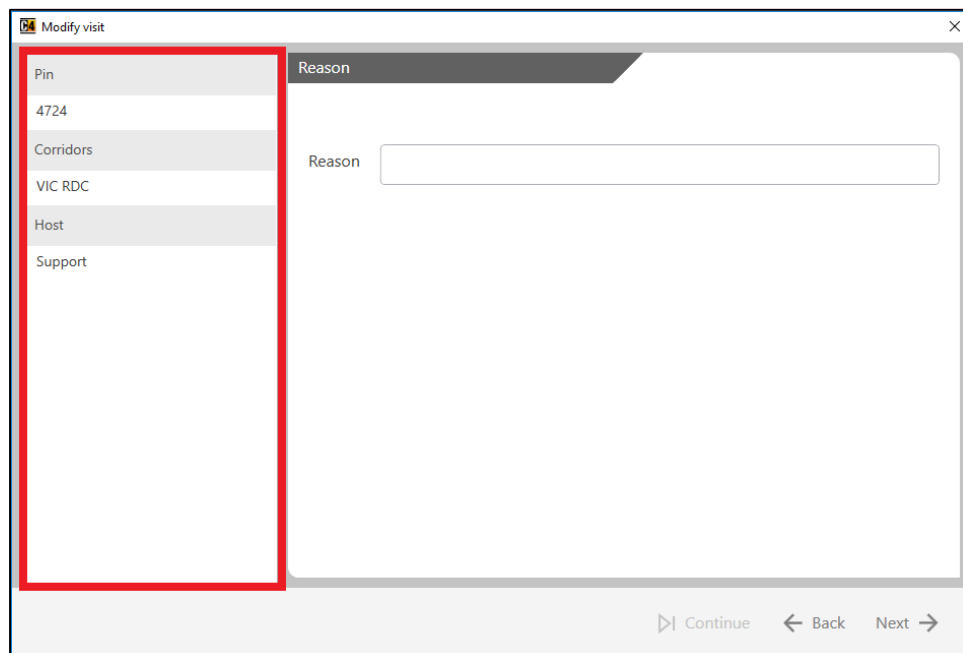 C4 Modify visit
Pin
4724
Corridors
VIC RDC
Host
Support
Reason
Reason
Continue
Back
Next